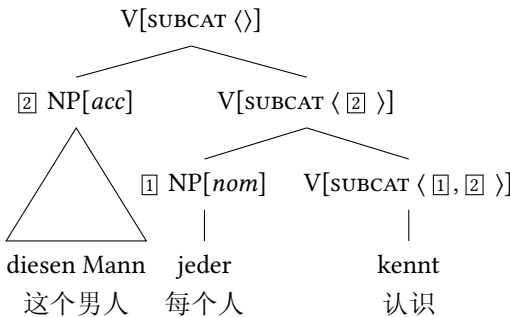 V[SUBCAT ⟨⟩]
[2] NP[acc] V[SUBCAT ⟨ [2] ⟩]
[1] NP[nom] V[SUBCAT ⟨ [1], [2] ⟩]
diesen Mann jeder kennt
这个男人 每个人 认识